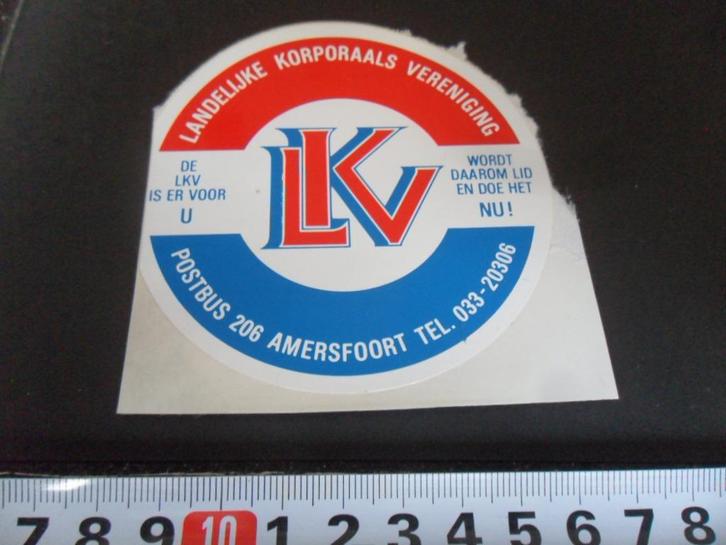 LANDELIJKE KORPORAALS VERENIGING
DE
LKV
IS ER VOOR
U
LKV
WORDT
DAAROM LID
EN DOE HET
NU!
POSTBUS 206 AMERSFOORT TEL. 033-20306
7 8 9 10 1 2 3 4 5 6 7 8